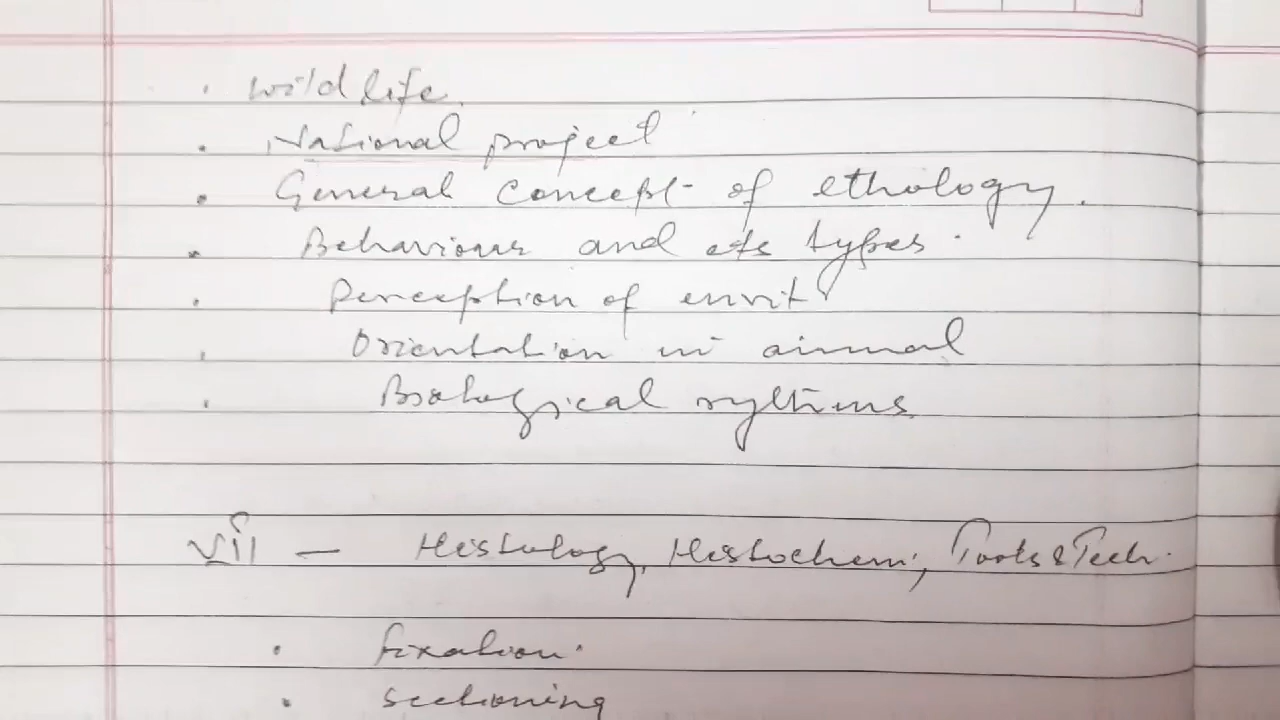 · Wild life.
· National project
· General concept of ethology.
· Behaviour and its types.
· Perception of envit
· Orientation in animal
· Biological rythms
VII — Histology, Histochem., Tools & Tech.
· fixation.
· sectioning